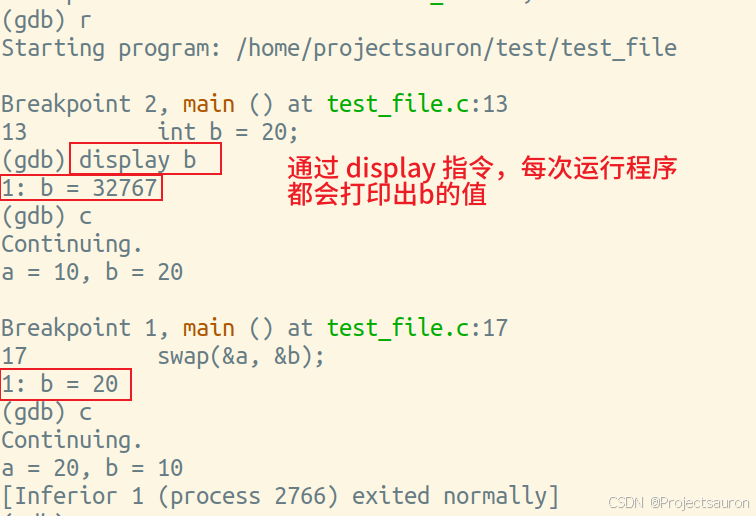 (gdb) r
Starting program: /home/projectsauron/test/test_file
Breakpoint 2, main () at test_file.c:13
13 int b = 20;
(gdb) display b
通过 display 指令，每次运行程序
都会打印出b的值
1: b = 32767
(gdb) c
Continuing.
a = 10, b = 20
Breakpoint 1, main () at test_file.c:17
17 swap(&a, &b);
1: b = 20
(gdb) c
Continuing.
a = 20, b = 10
[Inferior 1 (process 2766) exited normally]
CSDN @Projectsauron